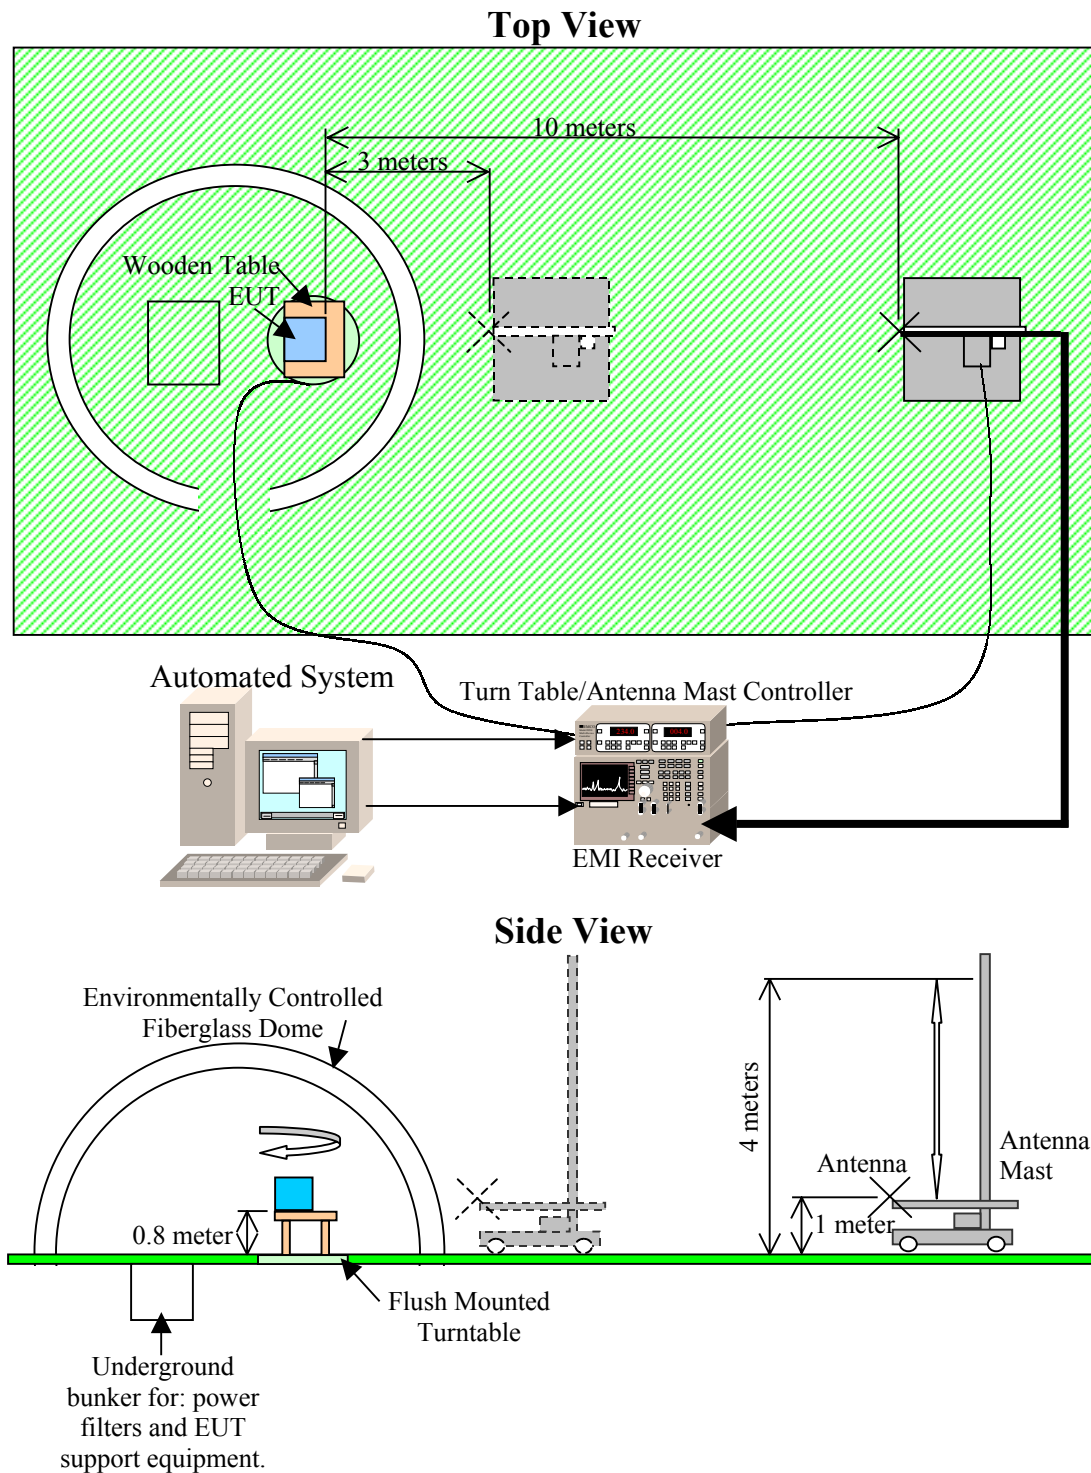 Top View
10 meters
3 meters
Wooden Table
EUT
Automated System
Turn Table/Antenna Mast Controller
EMI Receiver
Side View
Environmentally Controlled
Fiberglass Dome
4 meters
Antenna
Antenna
Mast
1 meter
0.8 meter
Flush Mounted
Turntable
Underground
bunker for: power
filters and EUT
support equipment.